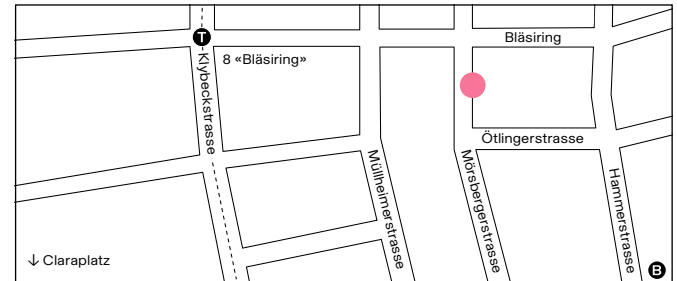 Bläsiring
T
8 «Bläsiring»
Klybeckstrasse
Ötlingerstrasse
Müllheimerstrasse
Mörsbergerstrasse
Hammerstrasse
↓ Claraplatz
B